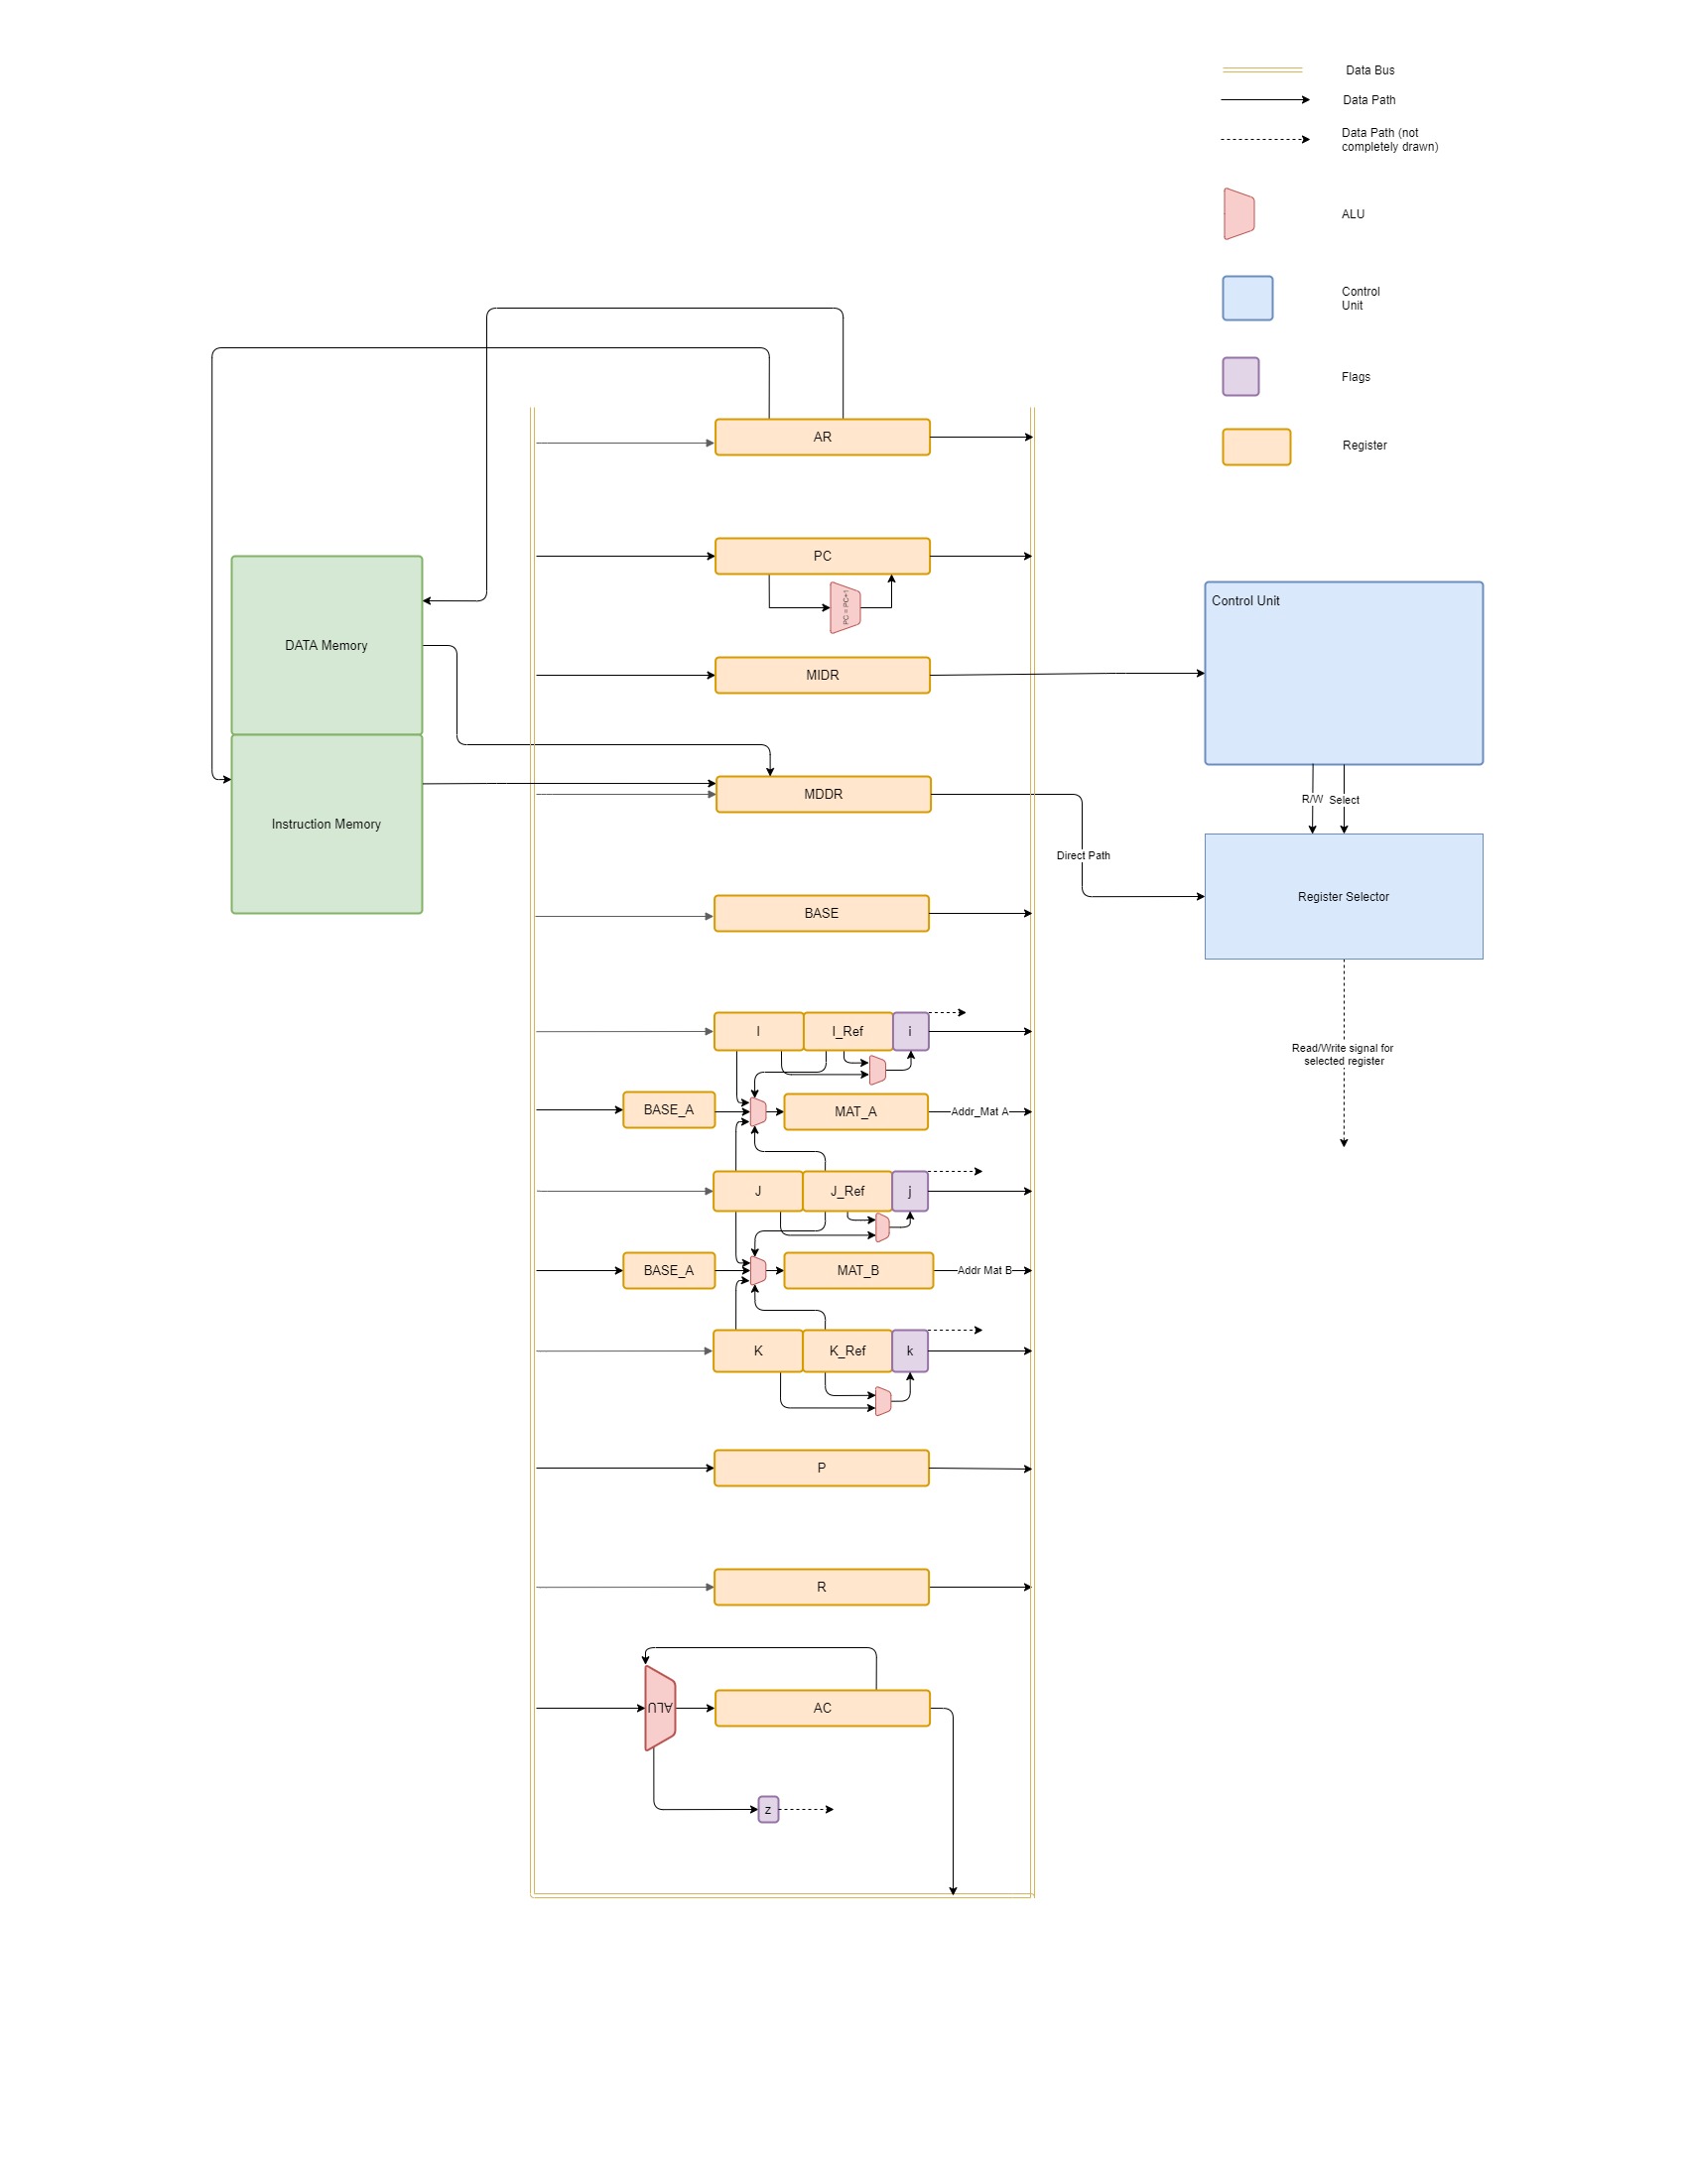 Data Bus
Data Path
Data Path (not
completely drawn)
ALU
Control
Unit
Flags
Register
AR
PC
PC = PC+1
Control Unit
DATA Memory
MIDR
MDDR
R/W
Select
Instruction Memory
Direct Path
Register Selector
BASE
I
I_Ref
i
Read/Write signal for
selected register
BASE_A
MAT_A
Addr_Mat A
J
J_Ref
j
BASE_A
MAT_B
Addr Mat B
K
K_Ref
k
P
R
ALU
AC
z